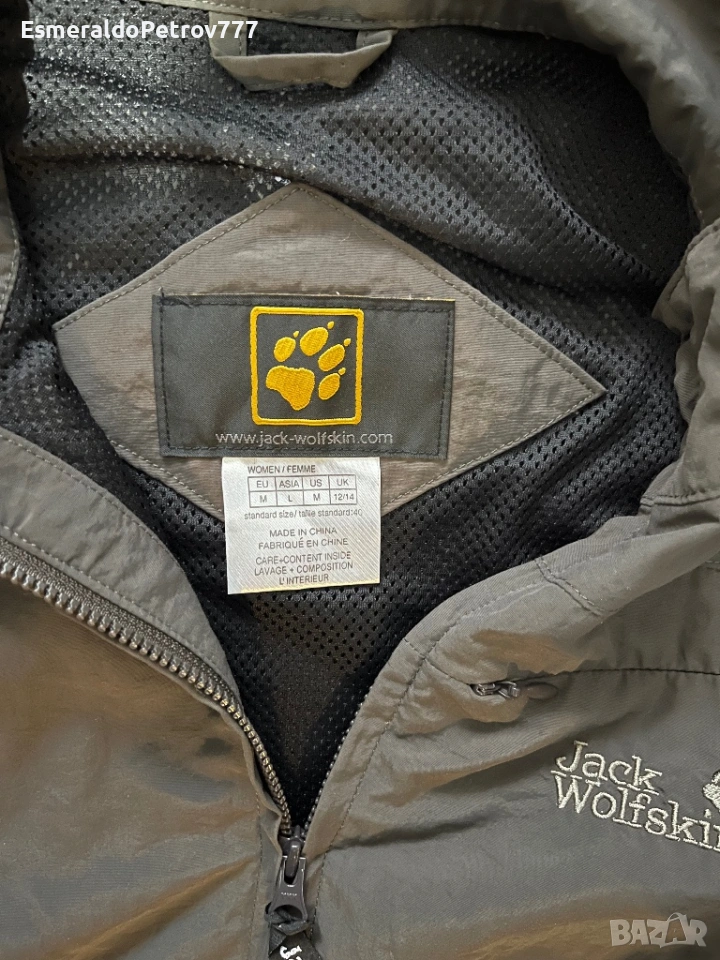 EsmeraldoPetrov777
www.jack-wolfskin.com
WOMEN / FEMME
EU ASIA US UK
M L M 12/14
standard size/ taille standard:40
MADE IN CHINA
FABRIQUÉ EN CHINE
CARE+CONTENT INSIDE
LAVAGE + COMPOSITION
L'INTERIEUR
Jack
Wolfskin
BAZAR